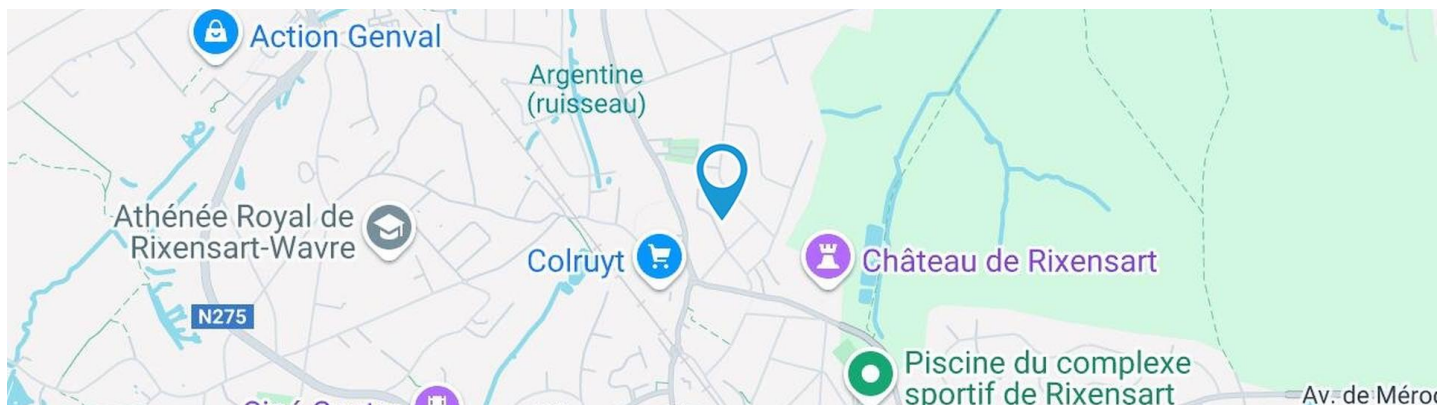 Action Genval
Argentine
(ruisseau)
Athénée Royal de
Rixensart-Wavre
Colruyt
Château de Rixensart
N275
Piscine du complexe
sportif de Rixensart
Av. de